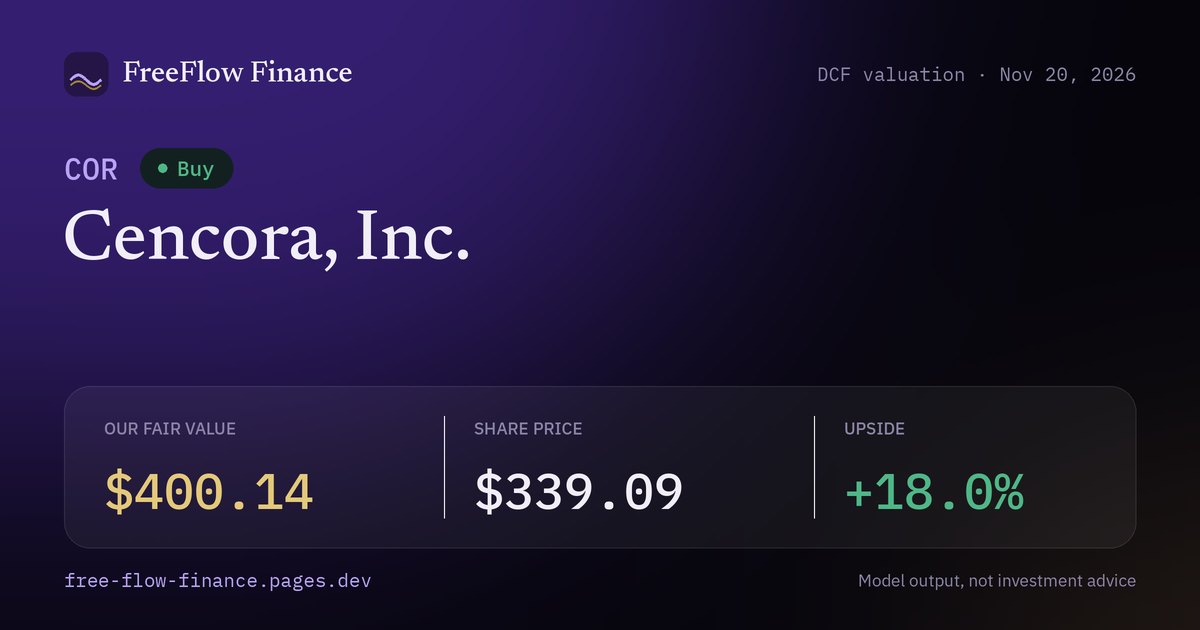 FreeFlow Finance
DCF valuation · Nov 20, 2026
COR
Buy
Cencora, Inc.
OUR FAIR VALUE
$400.14
SHARE PRICE
$339.09
UPSIDE
+18.0%
free-flow-finance.pages.dev
Model output, not investment advice